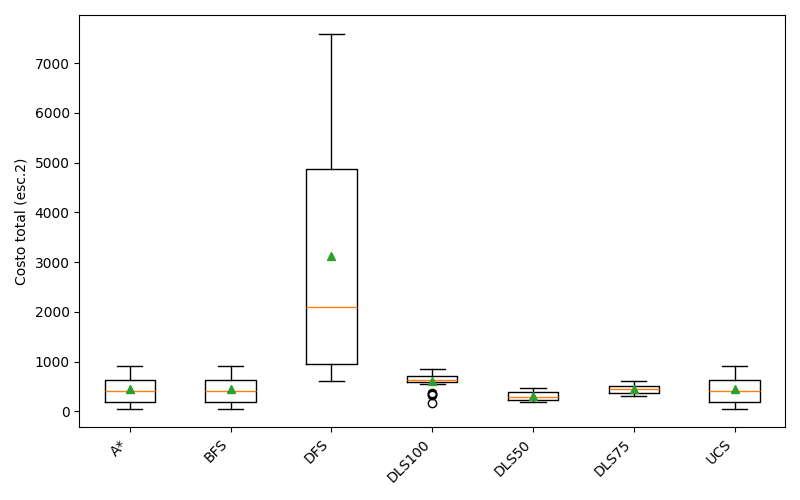 Costo total (esc.2)
7000
6000
5000
4000
3000
2000
1000
0
A*
BFS
DFS
DLS100
DLS50
DLS75
UCS